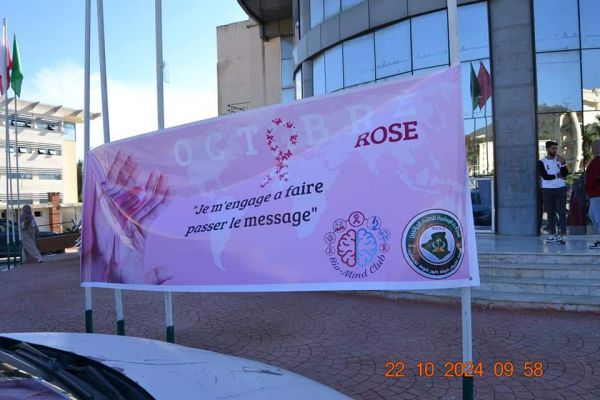 OCTOBRE
ROSE
"Je m'engage a faire
passer le message"
Bio-Mind Club
22 10 2024 09 58